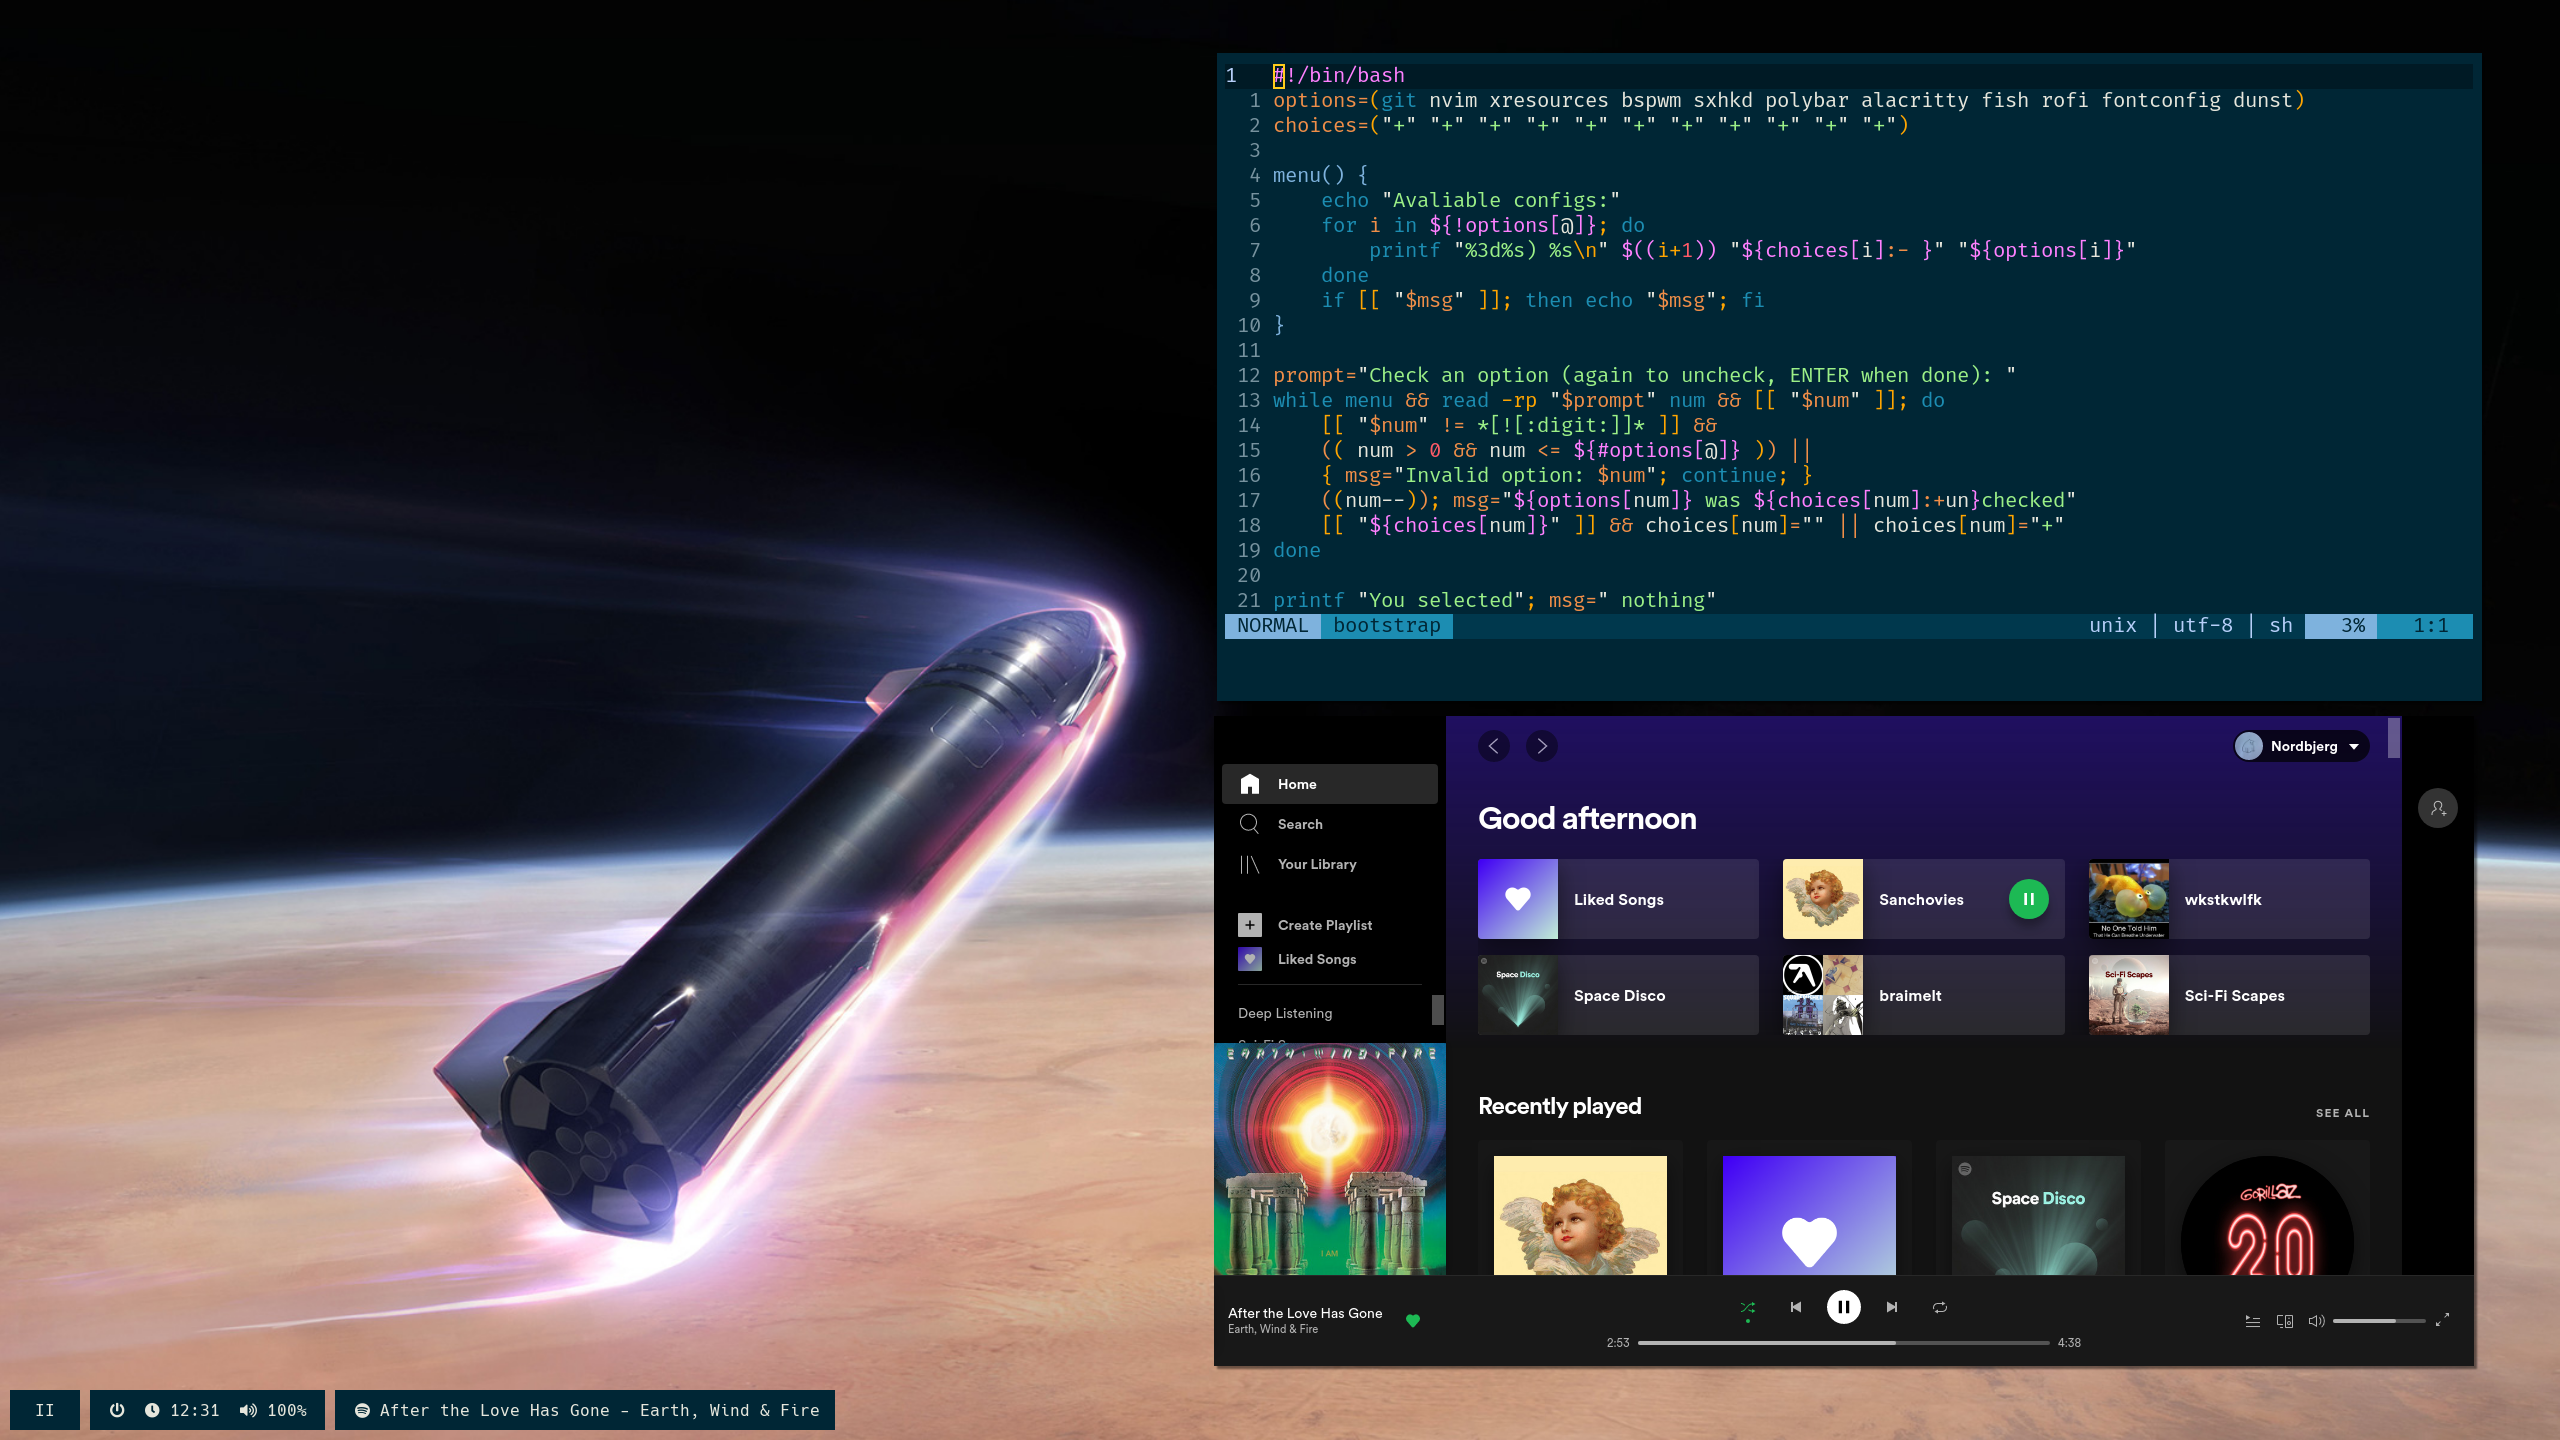 1 #!/bin/bash
1 options=(git nvim xresources bspwm sxhkd polybar alacritty fish rofi fontconfig dunst)
2 choices=("+" "+" "+" "+" "+" "+" "+" "+" "+" "+" "+")
3
4 menu() {
5     echo "Avaliable configs:"
6     for i in ${!options[@]}; do
7         printf "%3d%s) %s\n" $((i+1)) "${choices[i]:- }" "${options[i]}"
8     done
9     if [[ "$msg" ]]; then echo "$msg"; fi
10 }
11
12 prompt="Check an option (again to uncheck, ENTER when done): "
13 while menu && read -rp "$prompt" num && [[ "$num" ]]; do
14     [[ "$num" != *[![:digit:]]* ]] &&
15     (( num > 0 && num <= ${#options[@]} )) ||
16     { msg="Invalid option: $num"; continue; }
17     ((num--)); msg="${options[num]} was ${choices[num]:+un}checked"
18     [[ "${choices[num]}" ]] && choices[num]="" || choices[num]="+"
19 done
20
21 printf "You selected"; msg=" nothing"
NORMAL bootstrap unix | utf-8 | sh 3% 1:1
Nordbjerg
Home
Search
Your Library
Create Playlist
Liked Songs
Deep Listening
EARTH WIND & FIRE
I AM
Good afternoon
Liked Songs
Sanchovies
No One Told Him
That He Can Breathe Underwater
wkstkwlfk
Space Disco
Space Disco
braimelt
Sci-Fi Scapes
Sci-Fi Scapes
Recently played
SEE ALL
Space Disco
GORILLAZ
20
After the Love Has Gone
Earth, Wind & Fire
2:53
4:38
II
12:31
100%
After the Love Has Gone - Earth, Wind & Fire